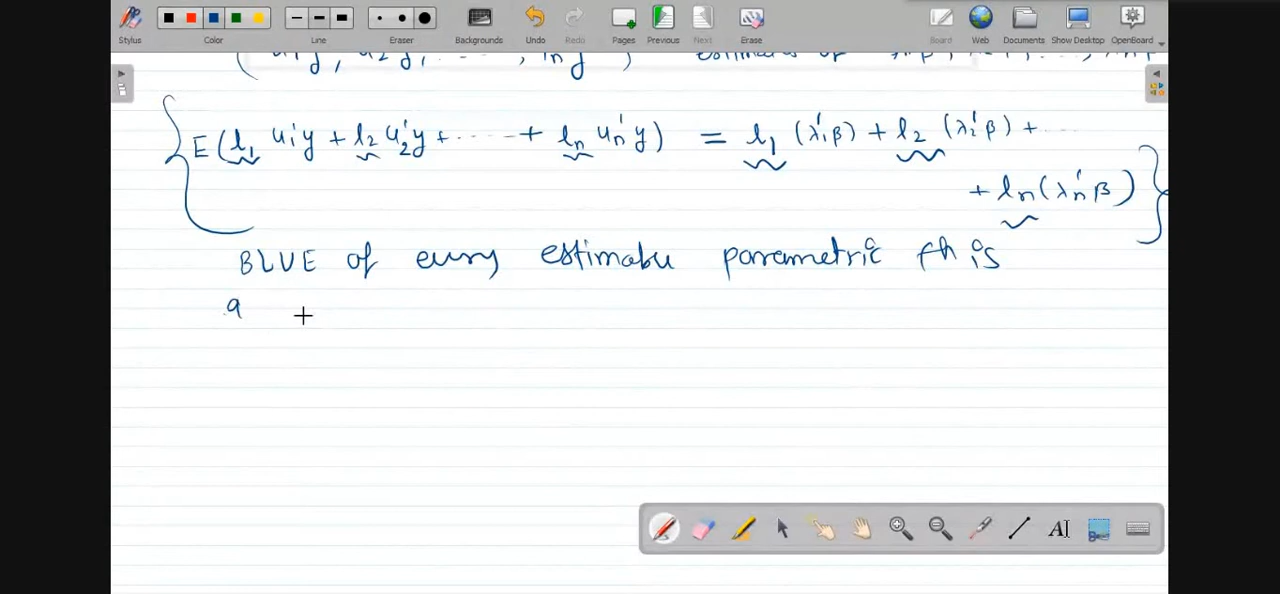 Stylus Color Line Eraser Backgrounds Undo Redo Pages Previous Next Erase Board Web Documents Show Desktop OpenBoard
E(l₁ u₁'y + l₂ u₂'y + ..... + lₙ uₙ'y) = l₁ (λ₁'β) + l₂ (λ₂'β) + ....
+ lₙ(λₙ'β)
BLUE of every estimable parametric fn is
a
AI